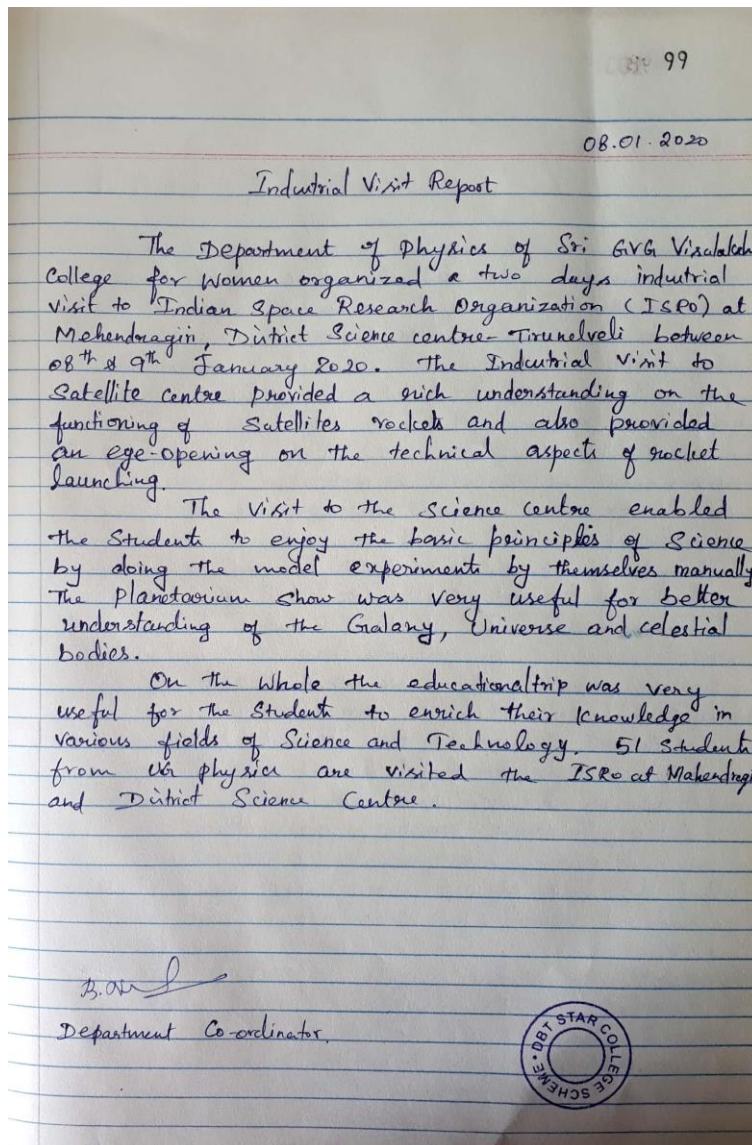 99
08.01.2020
Industrial Visit Report
The Department of Physics of Sri GVG Visalaksh
College for Women organized a two days industrial
visit to Indian Space Research Organization (ISRO) at
Mehendragiri, District Science centre- Tirunelveli between
08th & 9th January 2020. The Industrial Visit to
Satellite centre provided a rich understanding on the
functioning of Satellites rockets and also provided
an eye-opening on the technical aspects of rocket
launching.
The visit to the science centre enabled
the Students to enjoy the basic principles of Science
by doing the model experiments by themselves manually
The Planetarium Show was very useful for better
understanding of the Galaxy, Universe and celestial
bodies.
On the whole the educational trip was very
useful for the Students to enrich their Knowledge in
various fields of Science and Technology. 51 Students
from UG physics are visited the ISRO at Mahendragi
and District Science Centre.
Department Co-ordinator.
DBT STAR COLLEGE SCHEME